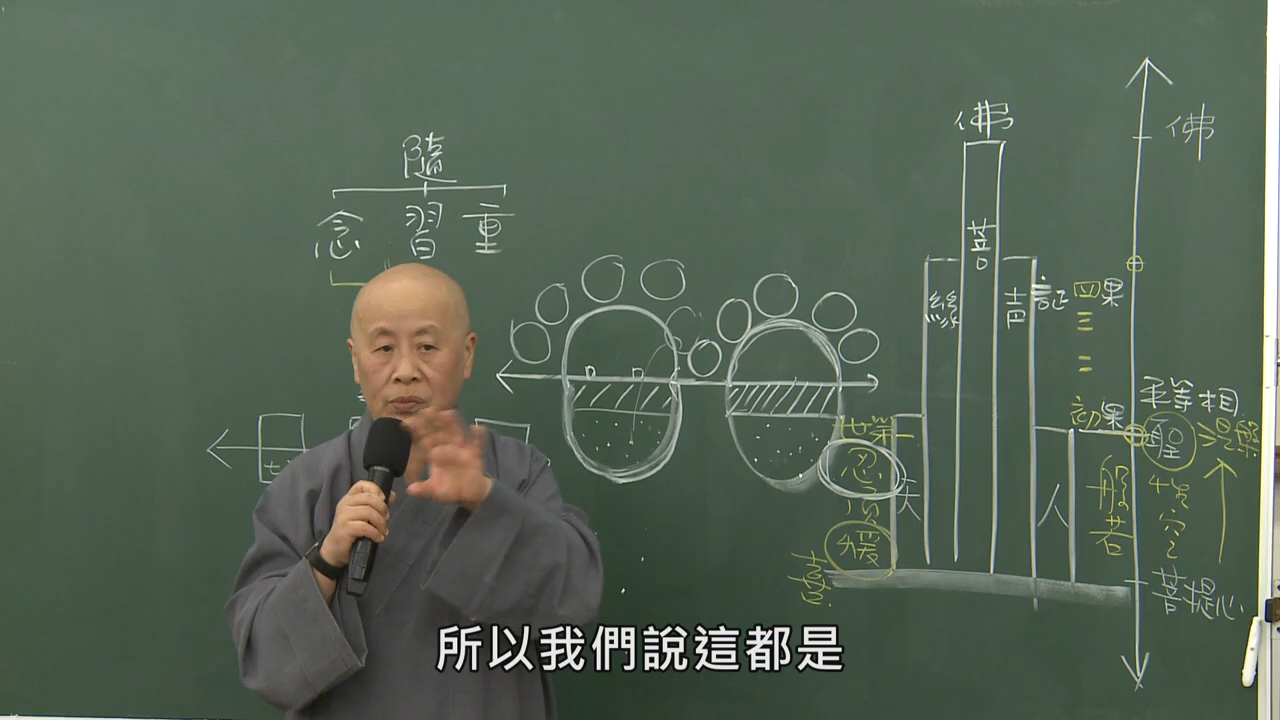 隨
念 習 重
佛
菩
緣 声
天 人
証四果
三
二
初果
佛
平等相
聖
涅槃
性空
般若
菩提心
世第一
忍
頂
煖
所以我們說這都是